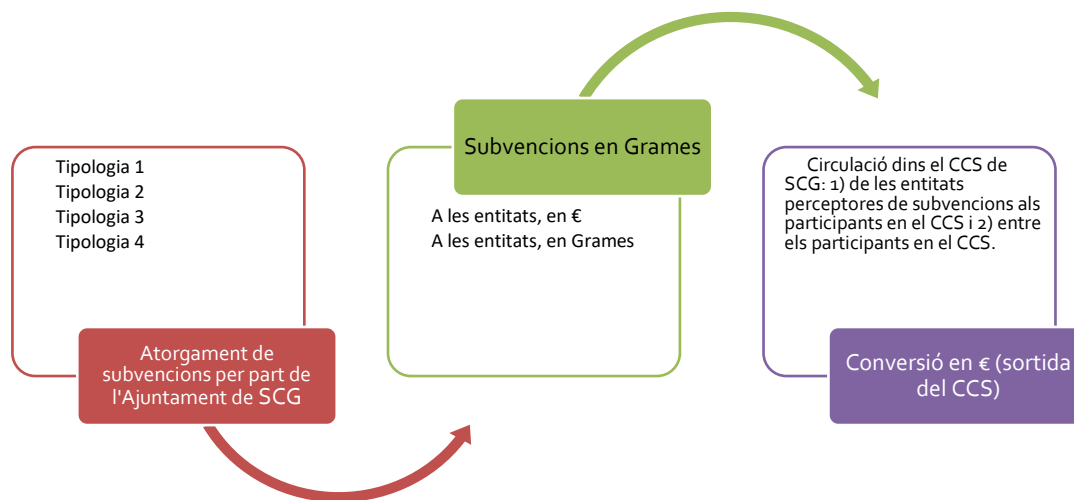 Tipologia 1
Tipologia 2
Tipologia 3
Tipologia 4
Atorgament de
subvencions per part de
l'Ajuntament de SCG
Subvencions en Grames
A les entitats, en €
A les entitats, en Grames
Circulació dins el CCS de
SCG: 1) de les entitats
perceptores de subvencions als
participants en el CCS i 2) entre
els participants en el CCS.
Conversió en € (sortida
del CCS)